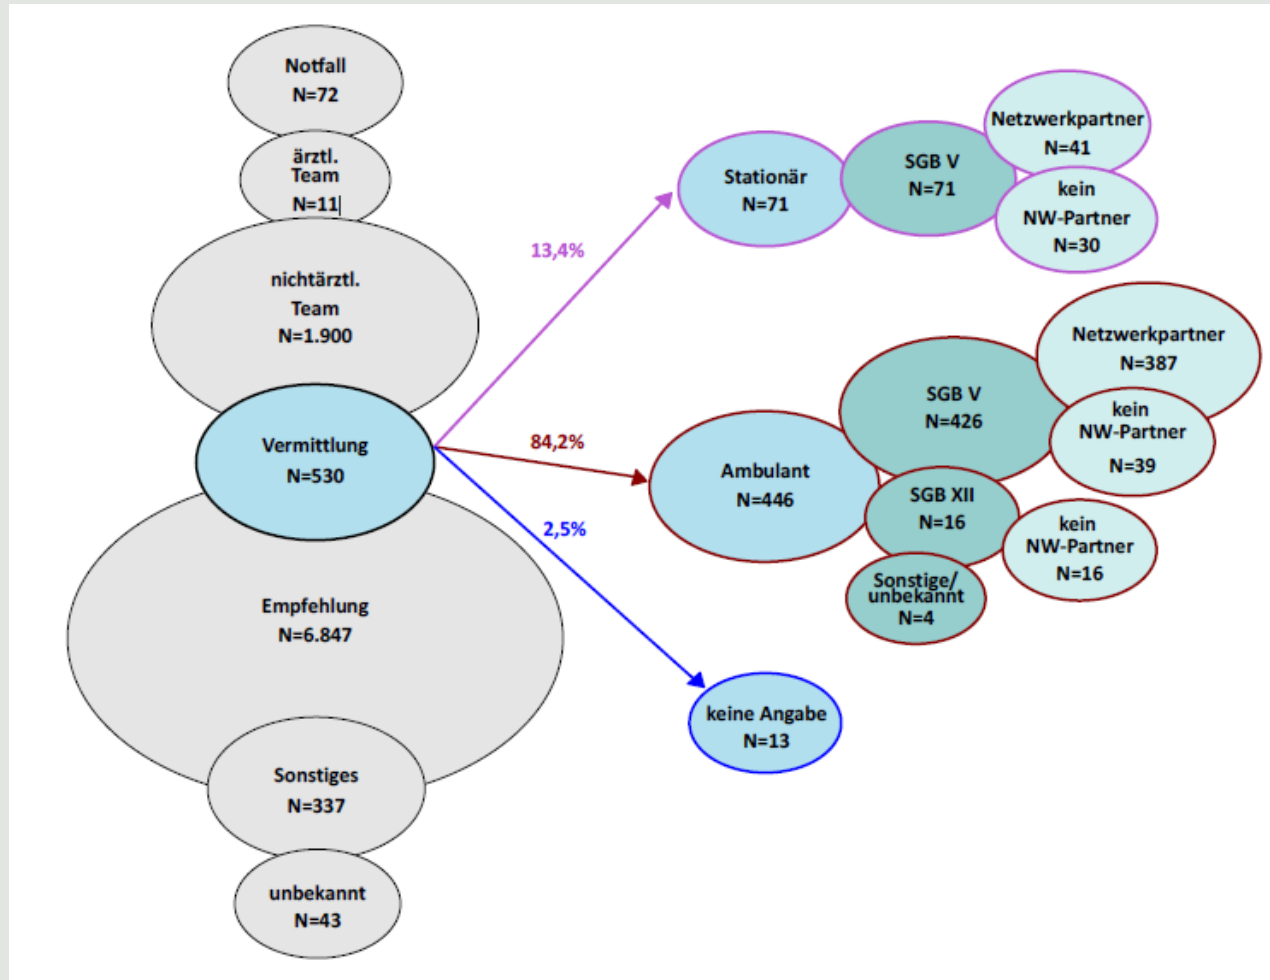 Notfall
N=72
ärztl.
Team
N=11
nichtärztl.
Team
N=1.900
Vermittlung
N=530
Empfehlung
N=6.847
Sonstiges
N=337
unbekannt
N=43
13,4%
84,2%
2,5%
Stationär
N=71
SGB V
N=71
Netzwerkpartner
N=41
kein
NW-Partner
N=30
Ambulant
N=446
SGB V
N=426
Netzwerkpartner
N=387
kein
NW-Partner
N=39
SGB XII
N=16
kein
NW-Partner
N=16
Sonstige/
unbekannt
N=4
keine Angabe
N=13